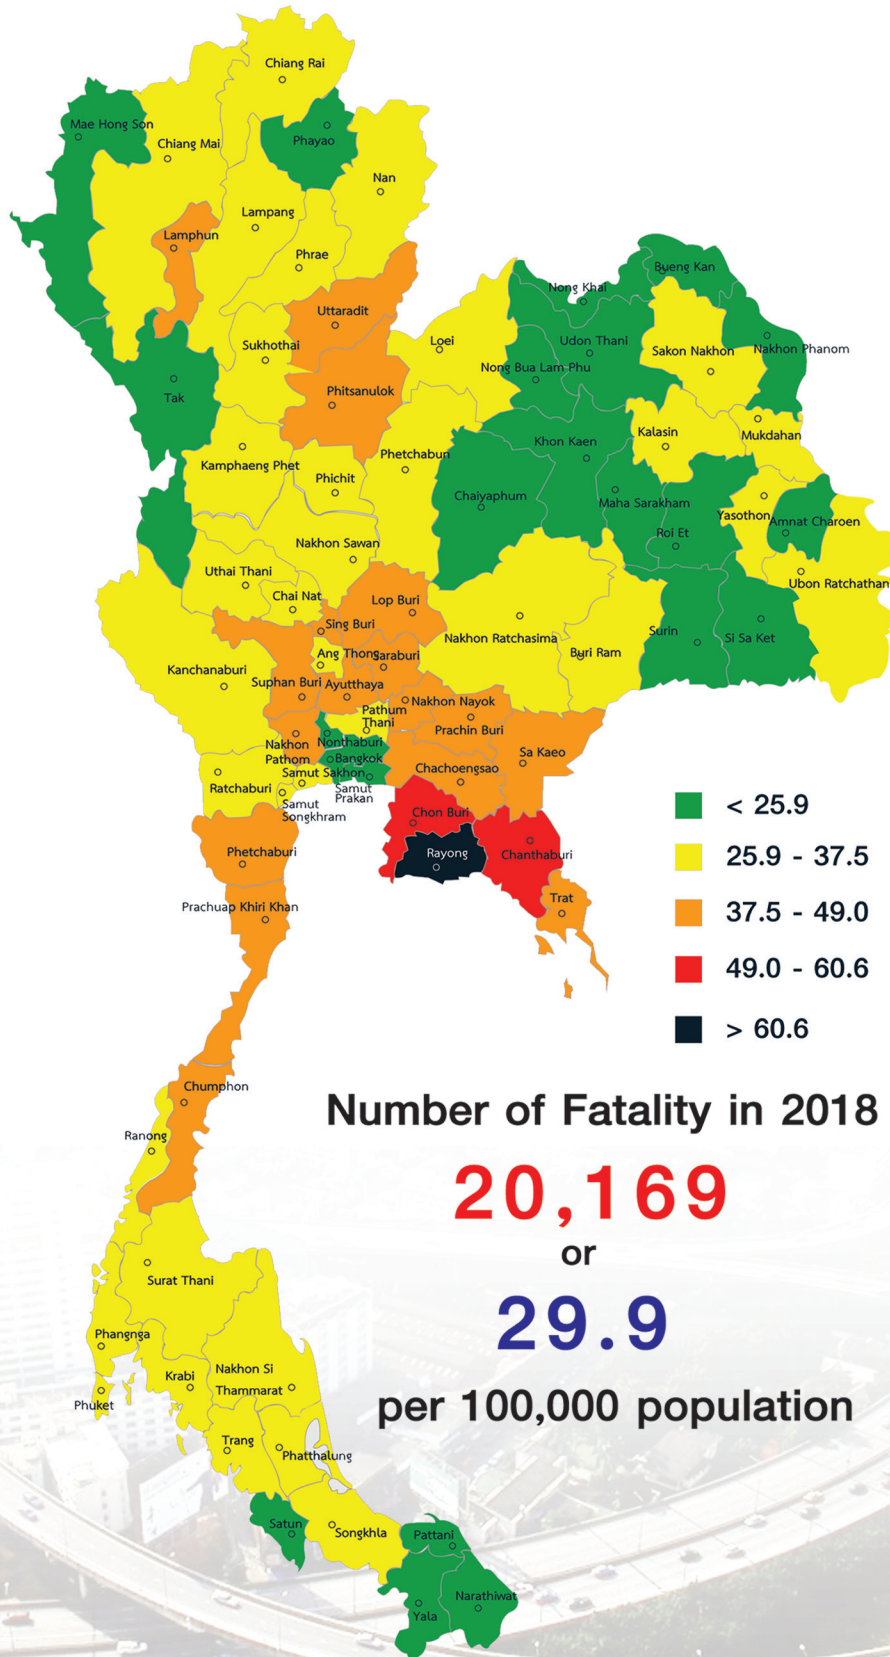 Chiang Rai
Mae Hong Son
Phayao
Chiang Mai
Nan
Lampang
Lamphun
Phrae
Bueng Kan
Nong Khai
Uttaradit
Loei
Udon Thani
Sukhothai
Sakon Nakhon
Nakhon Phanom
Nong Bua Lam Phu
Tak
Phitsanulok
Kalasin
Mukdahan
Khon Kaen
Phetchabun
Kamphaeng Phet
Phichit
Chaiyaphum
Maha Sarakham
Yasothon
Amnat Charoen
Roi Et
Nakhon Sawan
Uthai Thani
Ubon Ratchathan
Chai Nat
Lop Buri
Sing Buri
Surin
Si Sa Ket
Nakhon Ratchasima
Buri Ram
Ang Thong
Saraburi
Kanchanaburi
Suphan Buri
Ayutthaya
Nakhon Nayok
Pathum
Thani
Prachin Buri
Nakhon
Pathom
Nonthaburi
Sa Kaeo
Bangkok
Chachoengsao
Samut Sakhon
Ratchaburi
Samut
Prakan
Samut
Songkhram
Chon Buri
Phetchaburi
Rayong
Chanthaburi
Trat
Prachuap Khiri Khan
< 25.9
25.9 - 37.5
37.5 - 49.0
49.0 - 60.6
> 60.6
Chumphon
Ranong
Number of Fatality in 2018
20,169
or
29.9
per 100,000 population
Surat Thani
Phangnga
Krabi
Nakhon Si
Thammarat
Phuket
Trang
Phatthalung
Satun
Songkhla
Pattani
Narathiwat
Yala